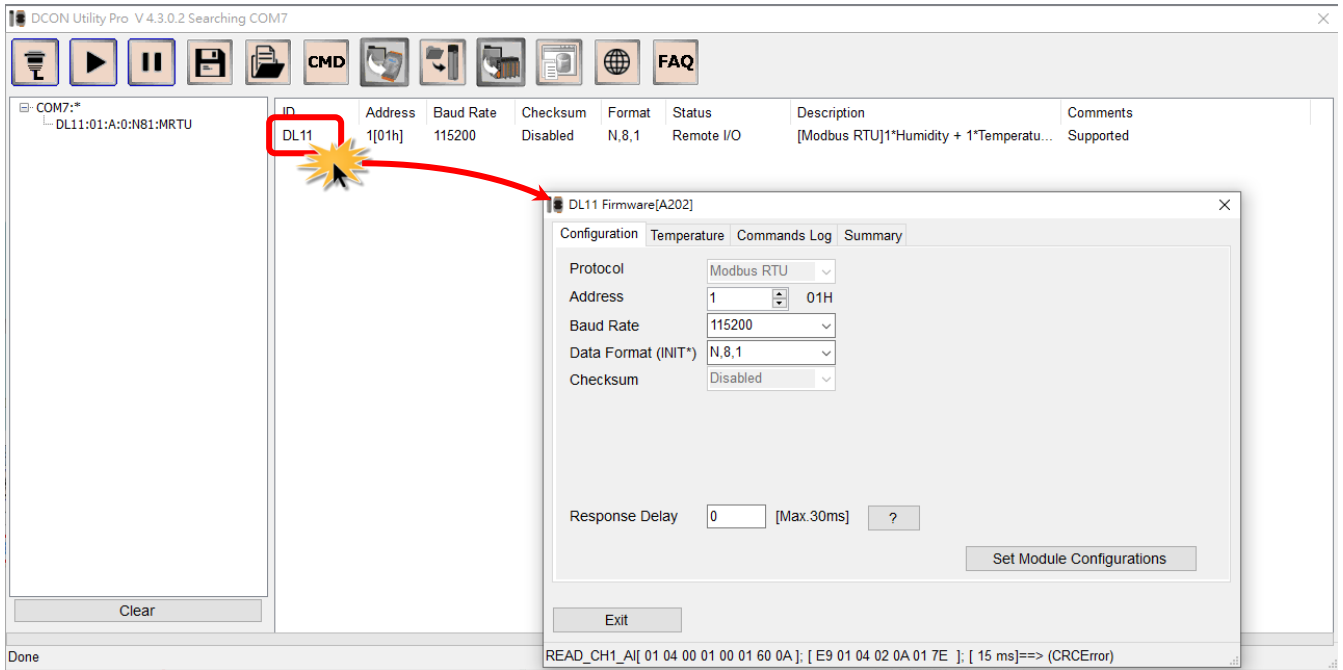 DCON Utility Pro V 4.3.0.2 Searching COM7
CMD
FAQ
COM7:*
DL11:01:A:0:N81:MRTU
ID Address Baud Rate Checksum Format Status Description Comments
DL11 1[01h] 115200 Disabled N,8,1 Remote I/O [Modbus RTU]1*Humidity + 1*Temperatu... Supported
DL11 Firmware[A202]
Configuration Temperature Commands Log Summary
Protocol Modbus RTU
Address 1 01H
Baud Rate 115200
Data Format (INIT*) N,8,1
Checksum Disabled
Response Delay 0 [Max.30ms] ?
Set Module Configurations
Clear
Exit
Done
READ_CH1_AI[ 01 04 00 01 00 01 60 0A ]; [ E9 01 04 02 0A 01 7E ]; [ 15 ms]==> (CRCError)